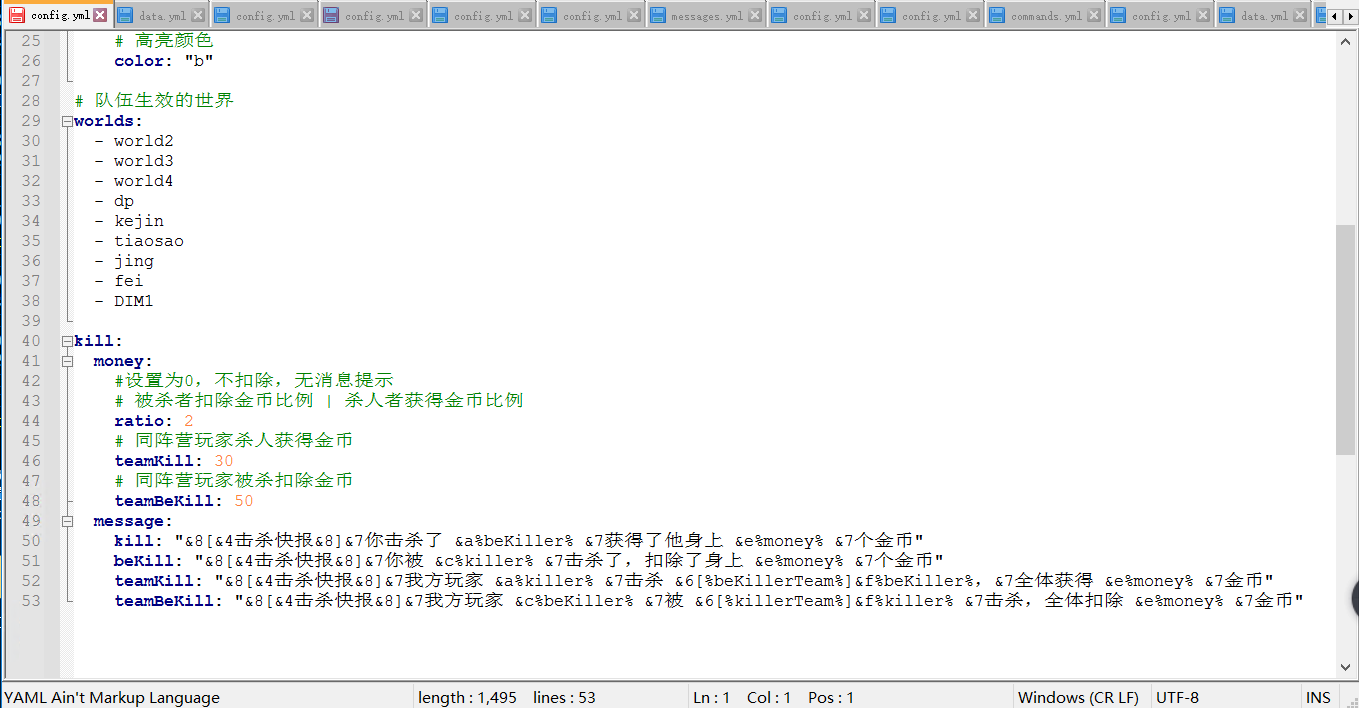 config.yml data.yml config.yml config.yml config.yml config.yml messages.yml config.yml config.yml commands.yml config.yml data.yml
25 # 高亮颜色
26 color: "b"
27
28 # 队伍生效的世界
29 worlds:
30 - world2
31 - world3
32 - world4
33 - dp
34 - kejin
35 - tiaosao
36 - jing
37 - fei
38 - DIM1
39
40 kill:
41 money:
42 #设置为0，不扣除，无消息提示
43 # 被杀者扣除金币比例 | 杀人者获得金币比例
44 ratio: 2
45 # 同阵营玩家杀人获得金币
46 teamKill: 30
47 # 同阵营玩家被杀扣除金币
48 teamBeKill: 50
49 message:
50 kill: "&8[&4击杀快报&8]&7你击杀了 &a%beKiller% &7获得了他身上 &e%money% &7个金币"
51 beKill: "&8[&4击杀快报&8]&7你被 &c%killer% &7击杀了，扣除了身上 &e%money% &7个金币"
52 teamKill: "&8[&4击杀快报&8]&7我方玩家 &a%killer% &7击杀 &6[%beKillerTeam%]&f%beKiller%，&7全体获得 &e%money% &7金币"
53 teamBeKill: "&8[&4击杀快报&8]&7我方玩家 &c%beKiller% &7被 &6[%killerTeam%]&f%killer% &7击杀，全体扣除 &e%money% &7金币"
YAML Ain't Markup Language length : 1,495 lines : 53 Ln : 1 Col : 1 Pos : 1 Windows (CR LF) UTF-8 INS